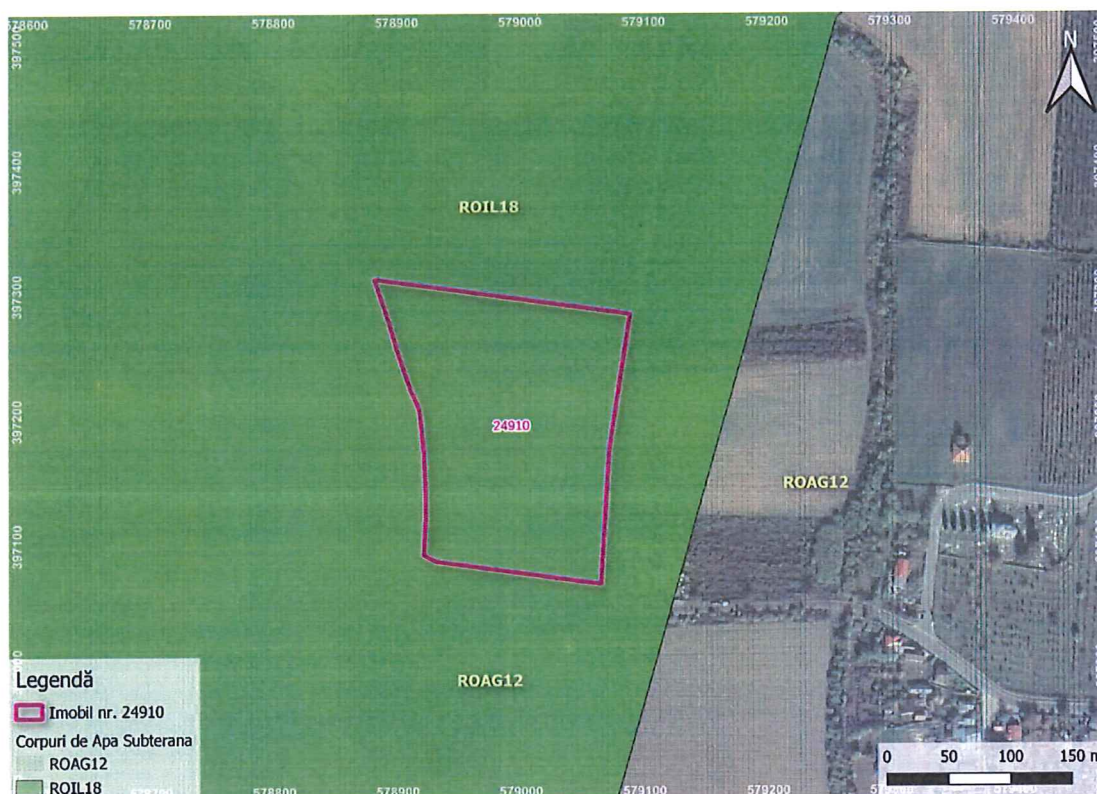 578600 578700 578800 578900 579000 579100 579200 579300 579400
N
397500
397400
397300
397200
397100
ROIL18
24910
ROAG12
ROAG12
Legendă
Imobil nr. 24910
Corpuri de Apa Subterana
ROAG12
ROIL18
0 50 100 150 m
578800 578900 579000 579100 579200